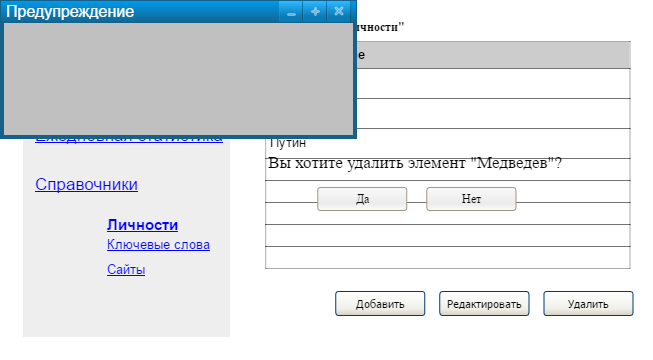 Предупреждение
ичности"
е
Ежедневная статистика
Путин
Вы хотите удалить элемент "Медведев"?
Справочники
Да
Нет
Личности
Ключевые слова
Сайты
Добавить
Редактировать
Удалить